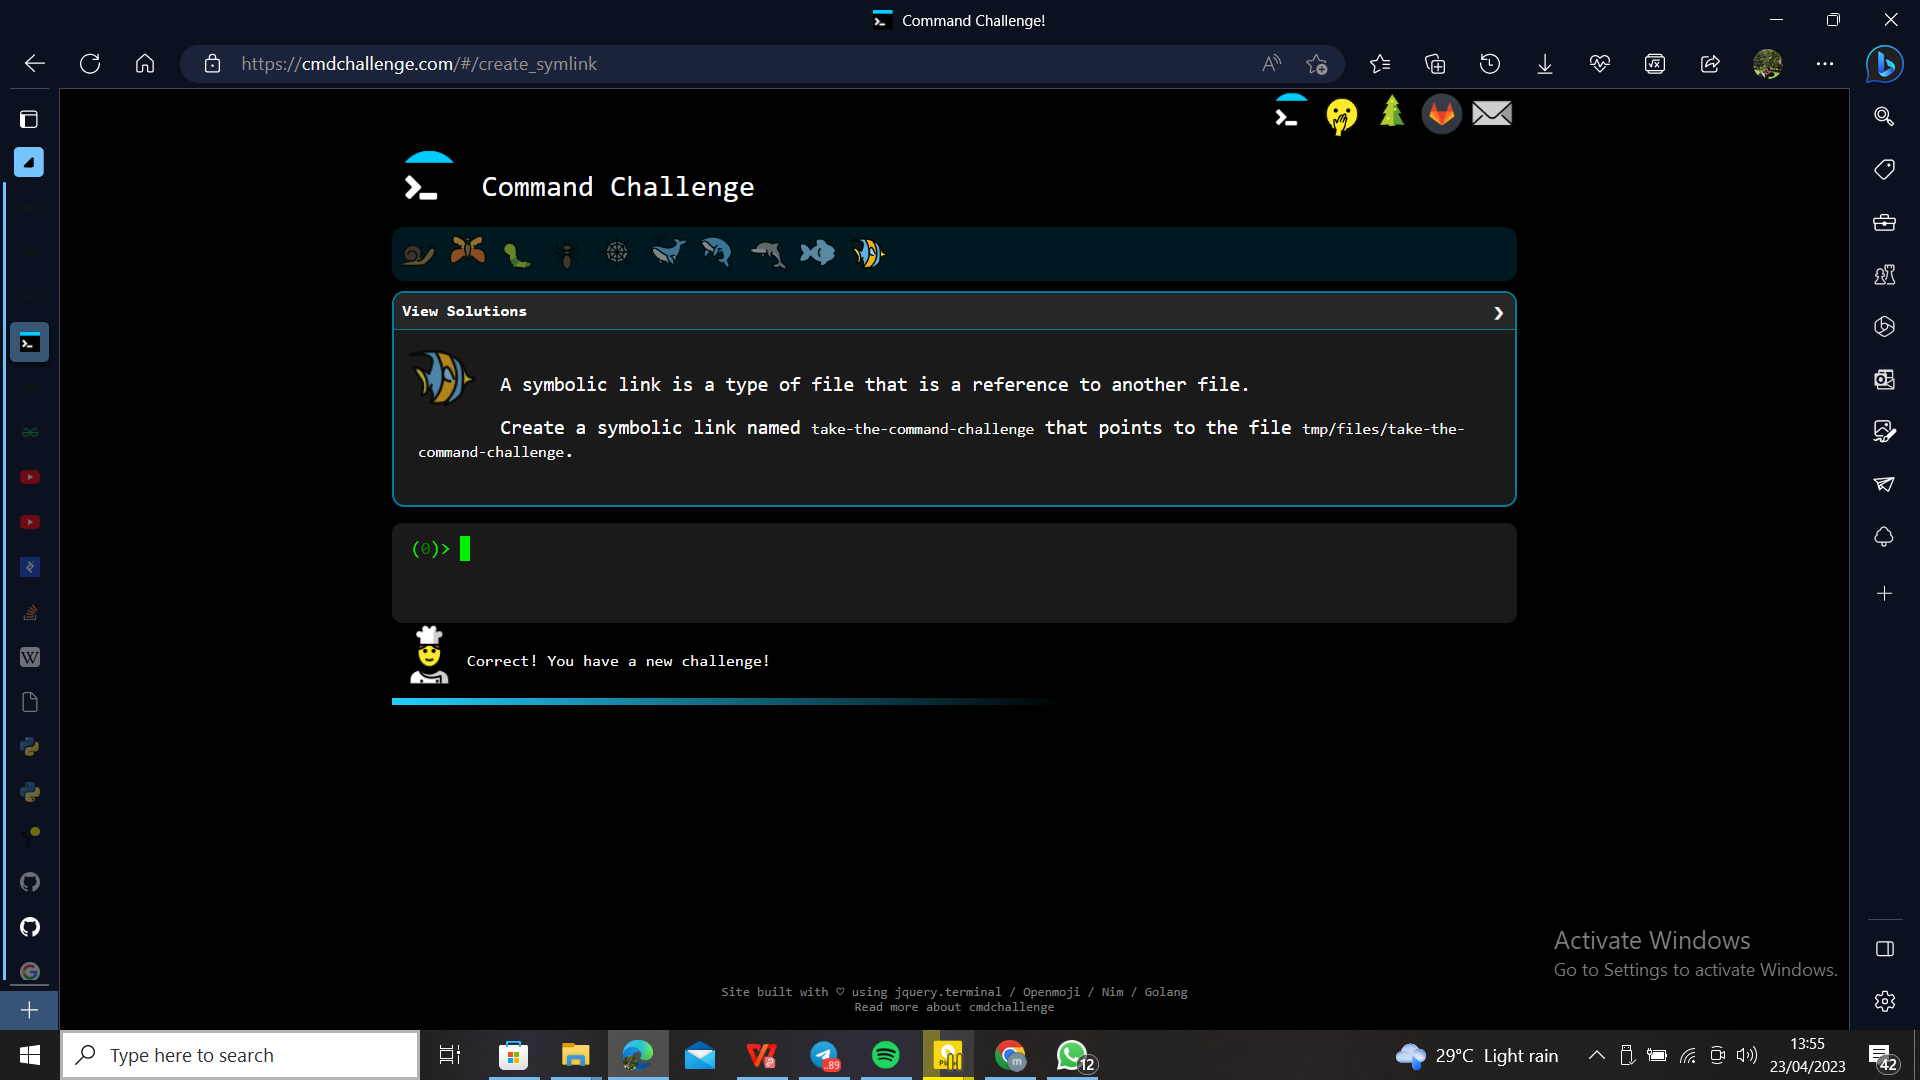 Command Challenge!
https://cmdchallenge.com/#/create_symlink
Command Challenge
View Solutions
A symbolic link is a type of file that is a reference to another file.
Create a symbolic link named take-the-command-challenge that points to the file tmp/files/take-the-
command-challenge.
(0)>
Correct! You have a new challenge!
Activate Windows
Go to Settings to activate Windows.
Site built with ♡ using jquery.terminal / Openmoji / Nim / Golang
Read more about cmdchallenge
Type here to search
.89
12
29°C Light rain
13:55
23/04/2023
42